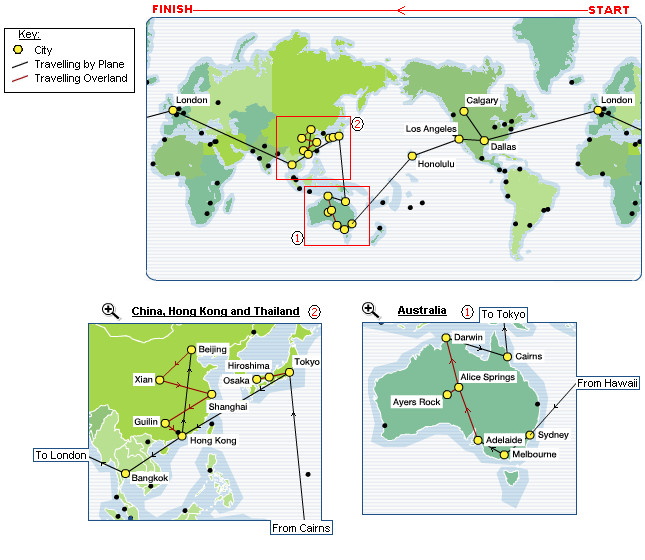 FINISH
START
Key:
City
Travelling by Plane
Travelling Overland
London
Calgary
London
Los Angeles
Dallas
Honolulu
2
1
China, Hong Kong and Thailand 2
Australia 1
To Tokyo
Beijing
Hiroshima
Tokyo
Osaka
Xian
Shanghai
Guilin
Hong Kong
To London
Bangkok
From Cairns
Darwin
Cairns
Alice Springs
From Hawaii
Ayers Rock
Adelaide
Sydney
Melbourne